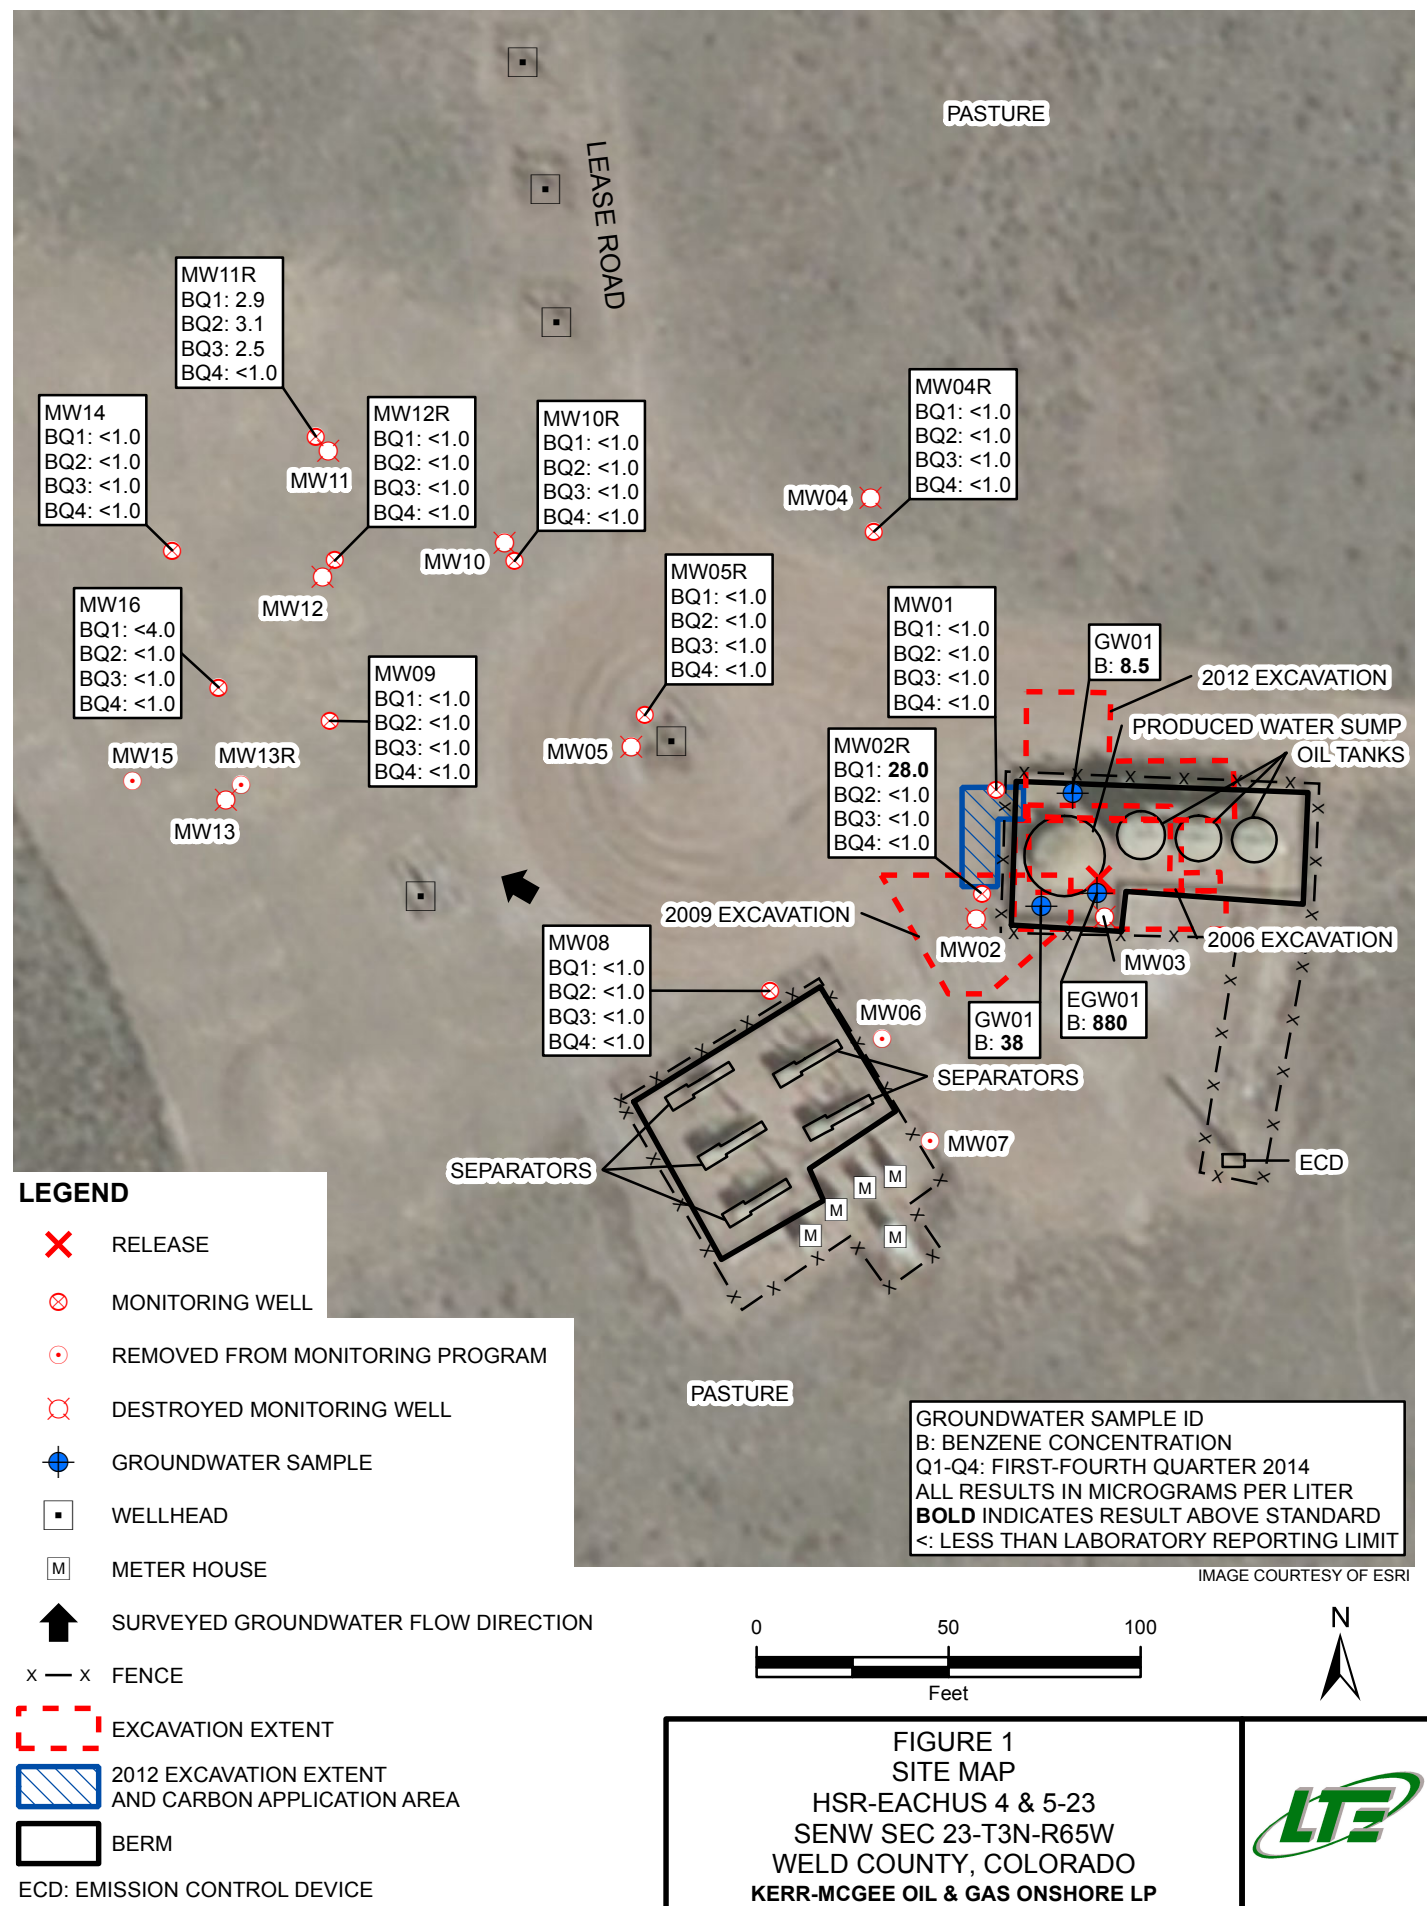 PASTURE
LEASE ROAD
MW11R
BQ1: 2.9
BQ2: 3.1
BQ3: 2.5
BQ4: <1.0
MW14
BQ1: <1.0
BQ2: <1.0
BQ3: <1.0
BQ4: <1.0
MW12R
BQ1: <1.0
BQ2: <1.0
BQ3: <1.0
BQ4: <1.0
MW10R
BQ1: <1.0
BQ2: <1.0
BQ3: <1.0
BQ4: <1.0
MW04R
BQ1: <1.0
BQ2: <1.0
BQ3: <1.0
BQ4: <1.0
MW11
MW04
MW10
MW12
MW16
BQ1: <4.0
BQ2: <1.0
BQ3: <1.0
BQ4: <1.0
MW09
BQ1: <1.0
BQ2: <1.0
BQ3: <1.0
BQ4: <1.0
MW05R
BQ1: <1.0
BQ2: <1.0
BQ3: <1.0
BQ4: <1.0
MW01
BQ1: <1.0
BQ2: <1.0
BQ3: <1.0
BQ4: <1.0
GW01
B: 8.5
2012 EXCAVATION
PRODUCED WATER SUMP
OIL TANKS
MW15
MW13R
MW05
MW13
MW02R
BQ1: 28.0
BQ2: <1.0
BQ3: <1.0
BQ4: <1.0
2009 EXCAVATION
MW02
2006 EXCAVATION
MW03
MW08
BQ1: <1.0
BQ2: <1.0
BQ3: <1.0
BQ4: <1.0
MW06
GW01
B: 38
EGW01
B: 880
SEPARATORS
MW07
SEPARATORS
ECD
M
M
M
M
M
X X X X X X X X X X X X X X X X X X X X X X X X X X X X X X X X X X X X X X
PASTURE
LEGEND
RELEASE
MONITORING WELL
REMOVED FROM MONITORING PROGRAM
DESTROYED MONITORING WELL
GROUNDWATER SAMPLE
WELLHEAD
M METER HOUSE
SURVEYED GROUNDWATER FLOW DIRECTION
X X FENCE
EXCAVATION EXTENT
2012 EXCAVATION EXTENT
AND CARBON APPLICATION AREA
BERM
ECD: EMISSION CONTROL DEVICE
GROUNDWATER SAMPLE ID
B: BENZENE CONCENTRATION
Q1-Q4: FIRST-FOURTH QUARTER 2014
ALL RESULTS IN MICROGRAMS PER LITER
BOLD INDICATES RESULT ABOVE STANDARD
<: LESS THAN LABORATORY REPORTING LIMIT
IMAGE COURTESY OF ESRI
0 50 100
Feet
N
FIGURE 1
SITE MAP
HSR-EACHUS 4 & 5-23
SENW SEC 23-T3N-R65W
WELD COUNTY, COLORADO
KERR-MCGEE OIL & GAS ONSHORE LP
LTE